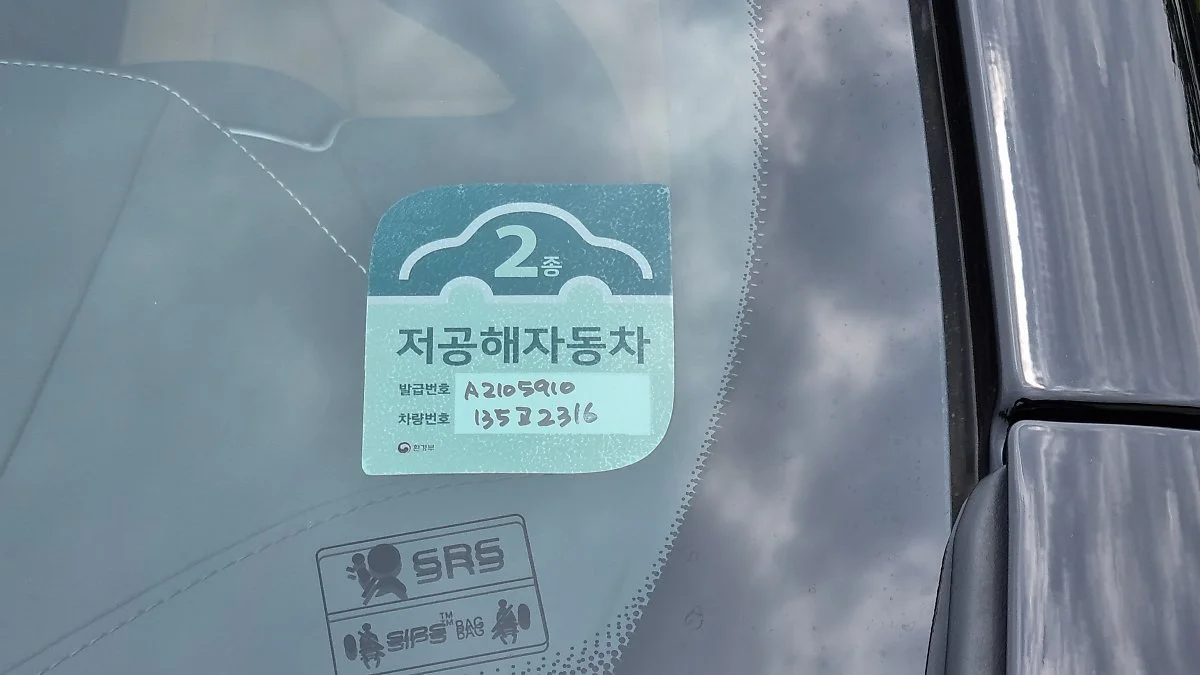 2종
저공해자동차
발급번호 A2105910
차량번호 135고2316
환경부
SRS
SIPS™ BAG